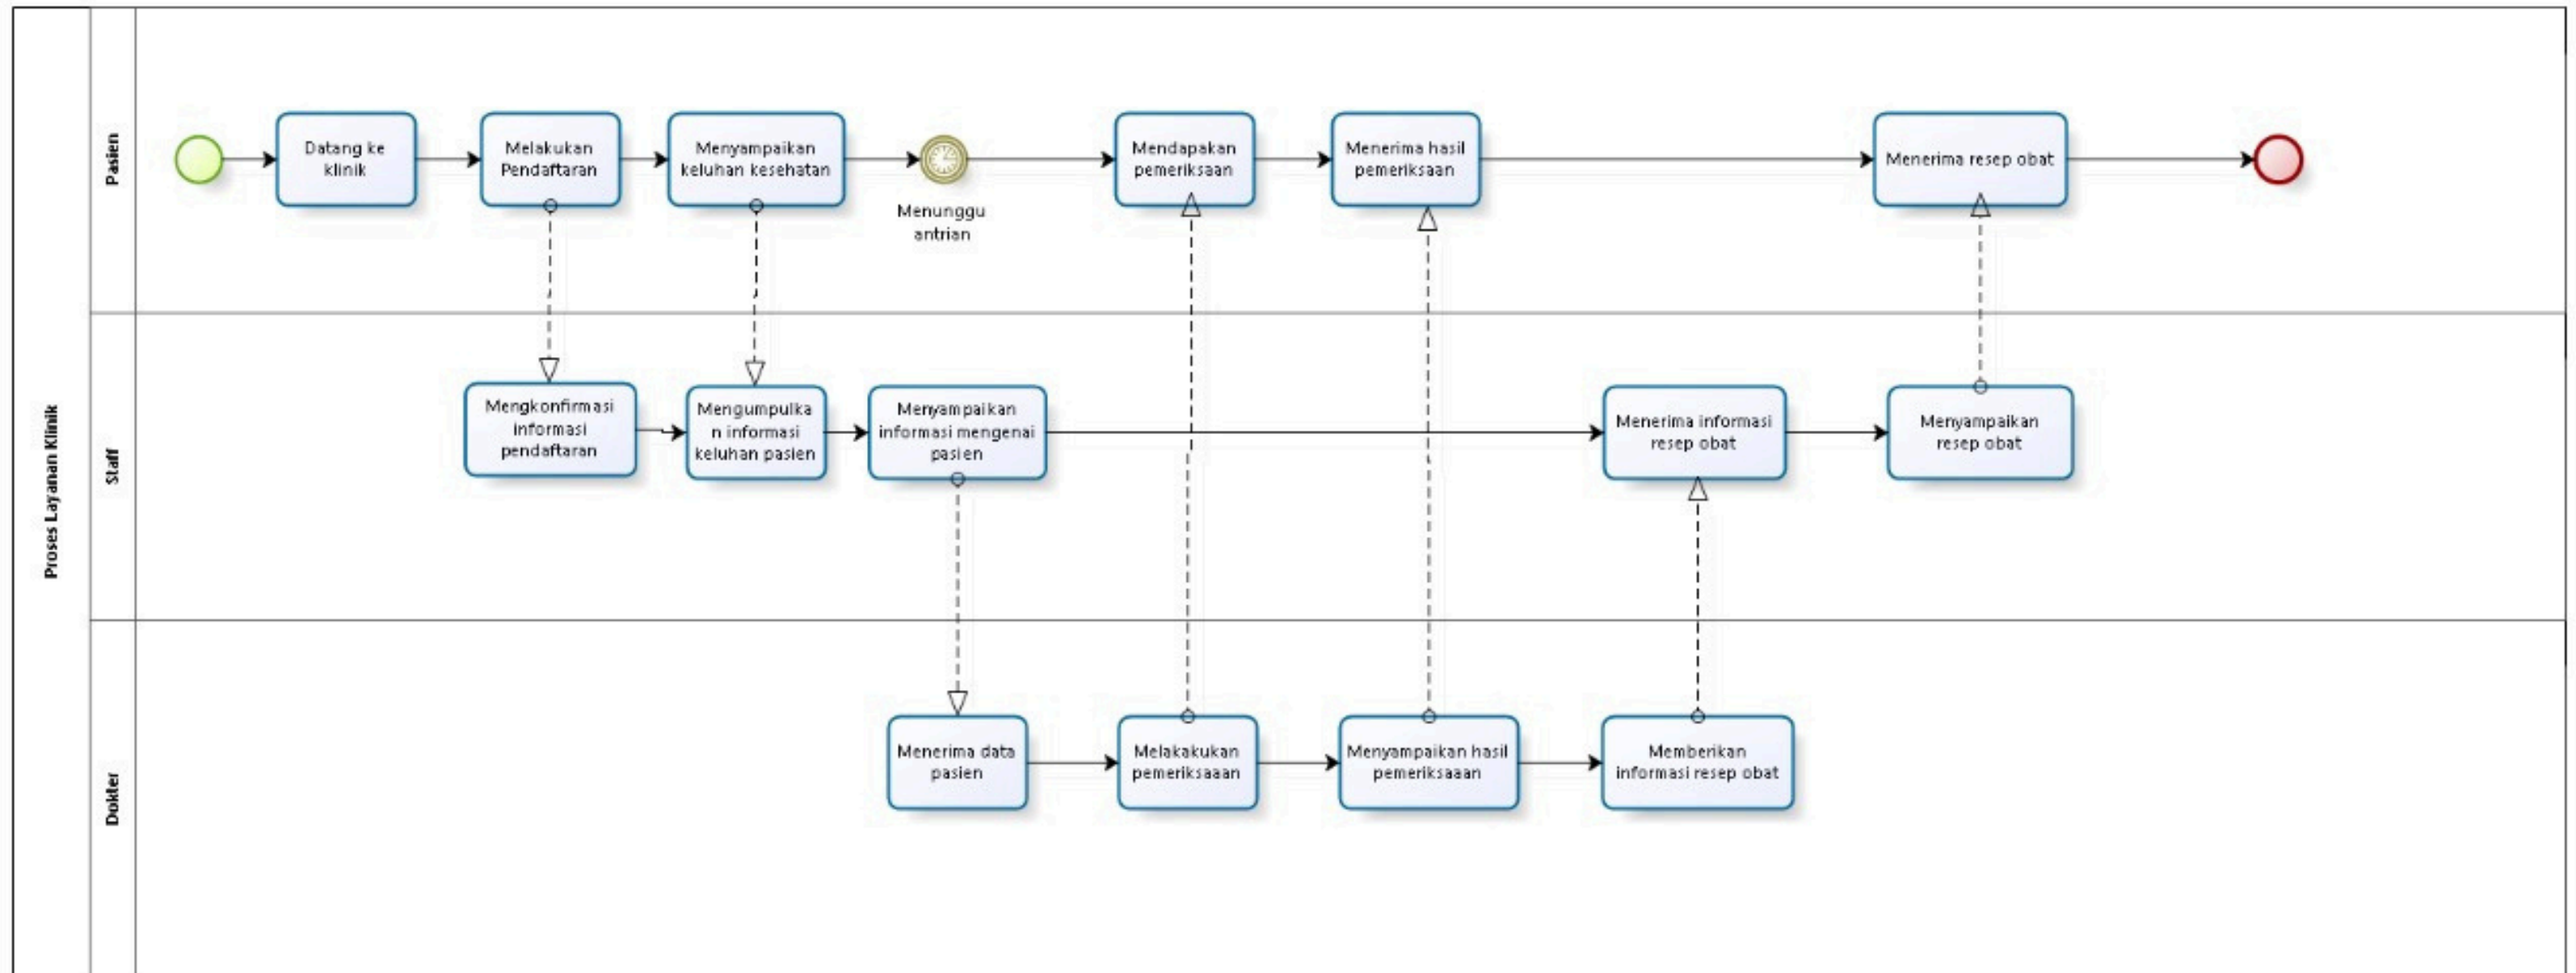 Proses Layanan Klinik
Pasien
Datang ke
klinik
Melakukan
Pendaftaran
Menyampaikan
keluhan kesehatan
Menunggu
antrian
Mendapakan
pemeriksaan
Menerima hasil
pemeriksaan
Menerima resep obat
Staff
Mengkonfirmasi
informasi
pendaftaran
Mengumpulka
n informasi
keluhan pasien
Menyampaikan
informasi mengenai
pasien
Menerima informasi
resep obat
Menyampaikan
resep obat
Dokter
Menerima data
pasien
Melakakukan
pemeriksaaan
Menyampaikan hasil
pemeriksaaan
Memberikan
informasi resep obat